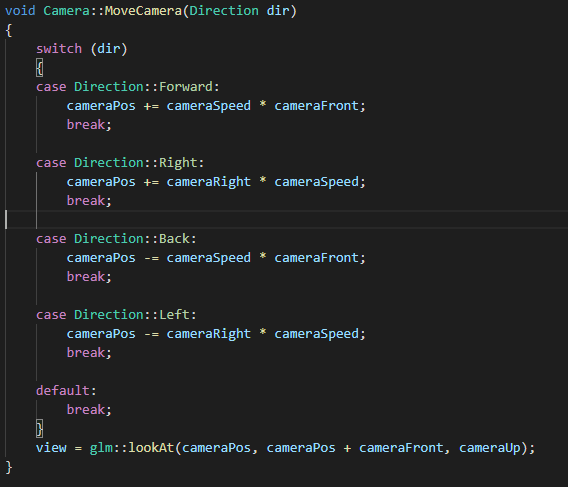 void Camera::MoveCamera(Direction dir)
{
    switch (dir)
    {
    case Direction::Forward:
        cameraPos += cameraSpeed * cameraFront;
        break;

    case Direction::Right:
        cameraPos += cameraRight * cameraSpeed;
        break;

    case Direction::Back:
        cameraPos -= cameraSpeed * cameraFront;
        break;

    case Direction::Left:
        cameraPos -= cameraRight * cameraSpeed;
        break;

    default:
        break;
    }
    view = glm::lookAt(cameraPos, cameraPos + cameraFront, cameraUp);
}